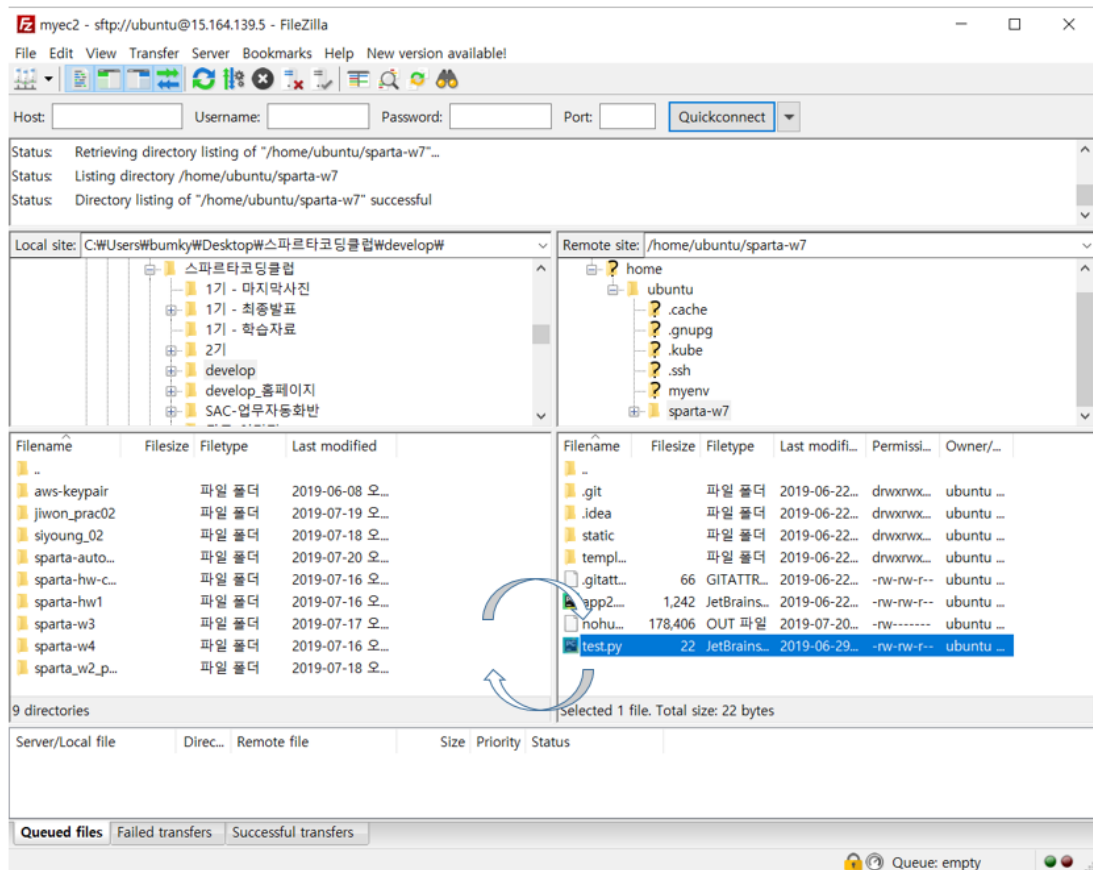 myec2 - sftp://ubuntu@15.164.139.5 - FileZilla
File Edit View Transfer Server Bookmarks Help New version available!
Host: Username: Password: Port: Quickconnect
Status: Retrieving directory listing of "/home/ubuntu/sparta-w7"...
Status: Listing directory /home/ubuntu/sparta-w7
Status: Directory listing of "/home/ubuntu/sparta-w7" successful
Local site: C:₩Users₩bumky₩Desktop₩스파르타코딩클럽₩develop₩
스파르타코딩클럽
1기 - 마지막사진
1기 - 최종발표
1기 - 학습자료
2기
develop
develop_홈페이지
SAC-업무자동화반
Remote site: /home/ubuntu/sparta-w7
home
ubuntu
.cache
.gnupg
.kube
.ssh
myenv
sparta-w7
Filename Filesize Filetype Last modified
..
aws-keypair 파일 폴더 2019-06-08 오...
jiwon_prac02 파일 폴더 2019-07-19 오...
siyoung_02 파일 폴더 2019-07-18 오...
sparta-auto... 파일 폴더 2019-07-20 오...
sparta-hw-c... 파일 폴더 2019-07-16 오...
sparta-hw1 파일 폴더 2019-07-16 오...
sparta-w3 파일 폴더 2019-07-17 오...
sparta-w4 파일 폴더 2019-07-16 오...
sparta_w2_p... 파일 폴더 2019-07-18 오...
9 directories
Filename Filesize Filetype Last modifi... Permissi... Owner/...
..
.git 파일 폴더 2019-06-22... drwxrwx... ubuntu ...
.idea 파일 폴더 2019-06-22... drwxrwx... ubuntu ...
static 파일 폴더 2019-06-22... drwxrwx... ubuntu ...
templ... 파일 폴더 2019-06-22... drwxrwx... ubuntu ...
.gitatt... 66 GITATTR... 2019-06-22... -rw-rw-r-- ubuntu ...
app2.... 1,242 JetBrains... 2019-06-22... -rw-rw-r-- ubuntu ...
nohu... 178,406 OUT 파일 2019-07-20... -rw------- ubuntu ...
test.py 22 JetBrains... 2019-06-29... -rw-rw-r-- ubuntu ...
Selected 1 file. Total size: 22 bytes
Server/Local file Direc... Remote file Size Priority Status
Queued files Failed transfers Successful transfers
Queue: empty